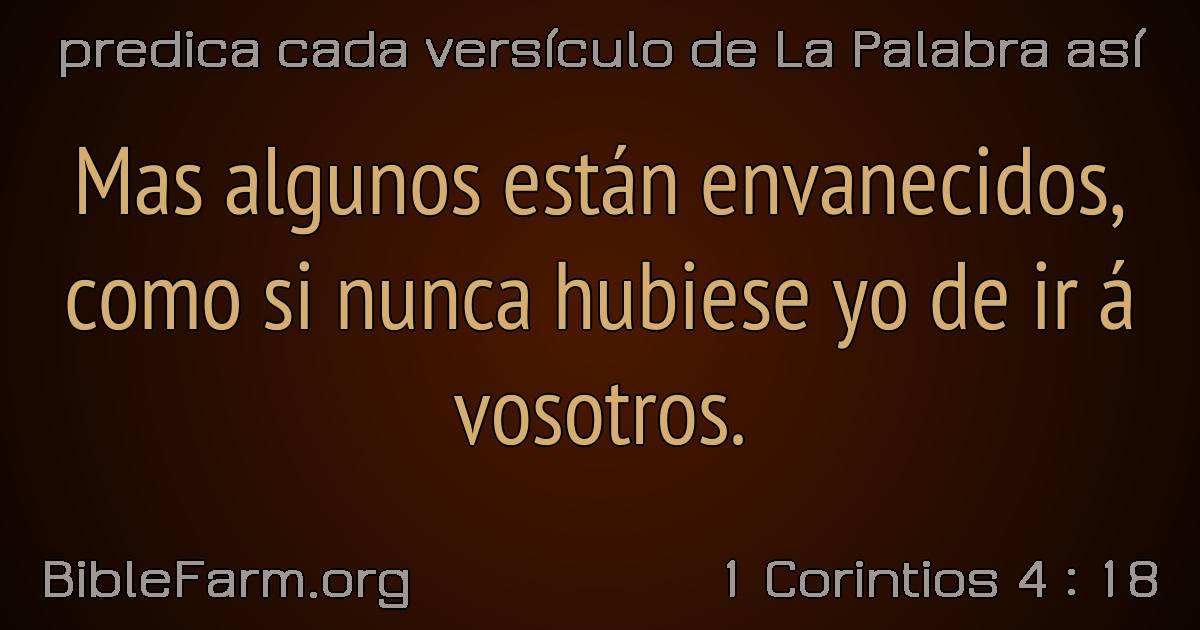 predica cada versículo de La Palabra así
Mas algunos están envanecidos,
como si nunca hubiese yo de ir á
vosotros.
BibleFarm.org
1 Corintios 4 : 18